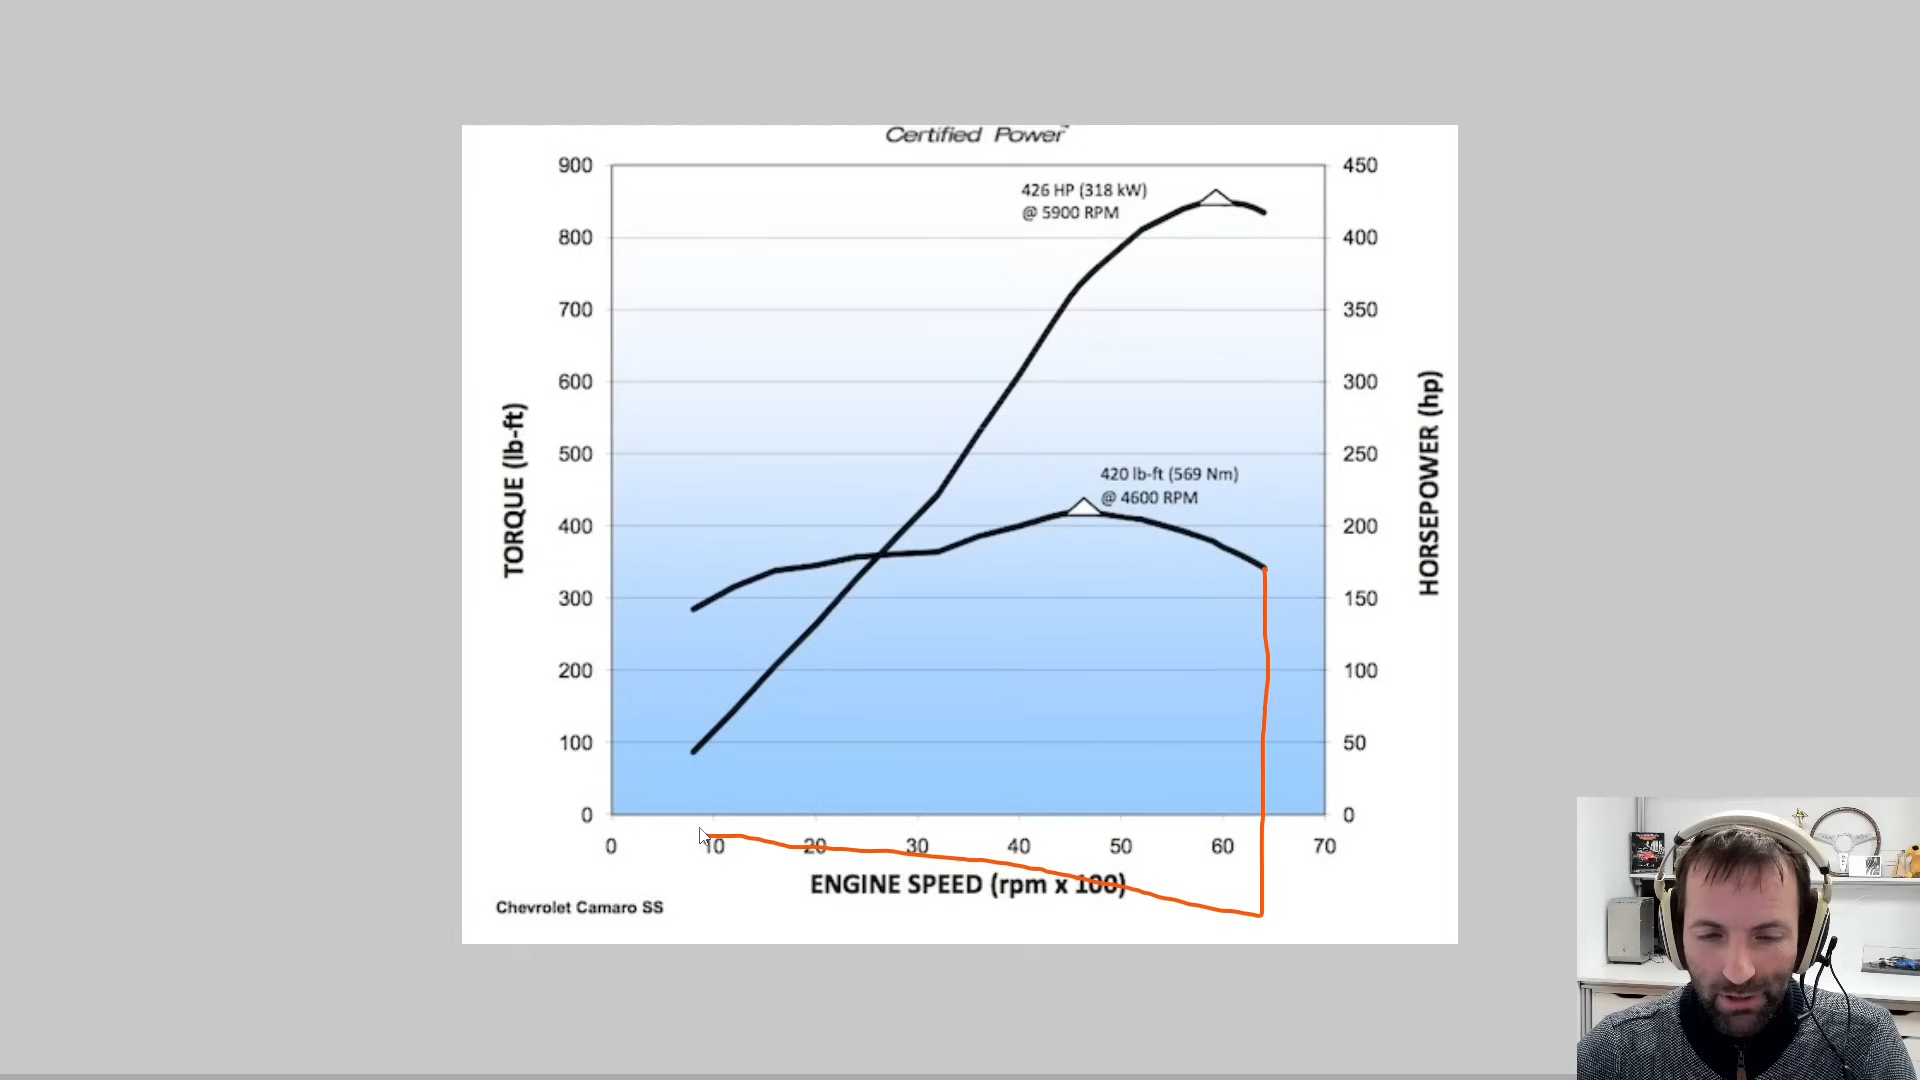 Certified Power™
900
800
700
600
500
400
300
200
100
0
TORQUE (lb-ft)
426 HP (318 kW)
@ 5900 RPM
420 lb-ft (569 Nm)
@ 4600 RPM
450
400
350
300
250
200
150
100
50
0
HORSEPOWER (hp)
0 10 20 30 40 50 60 70
ENGINE SPEED (rpm x 100)
Chevrolet Camaro SS